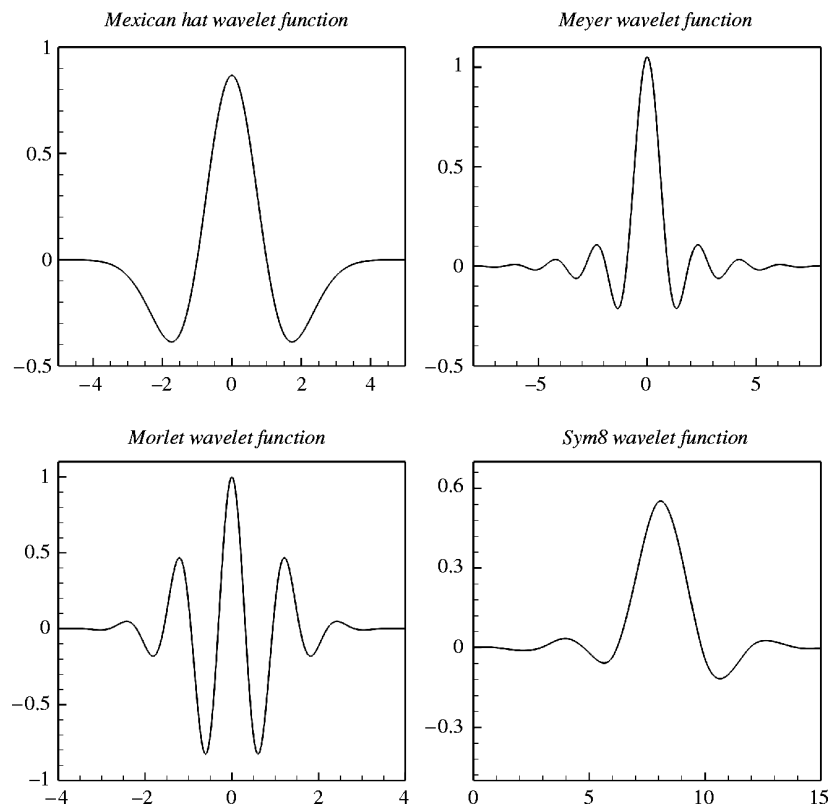 Mexican hat wavelet function
1
0.5
0
−0.5
−4 −2 0 2 4
Meyer wavelet function
1
0.5
0
−0.5
−5 0 5
Morlet wavelet function
1
0.5
0
−0.5
−1
−4 −2 0 2 4
Sym8 wavelet function
0.6
0.3
0
−0.3
0 5 10 15